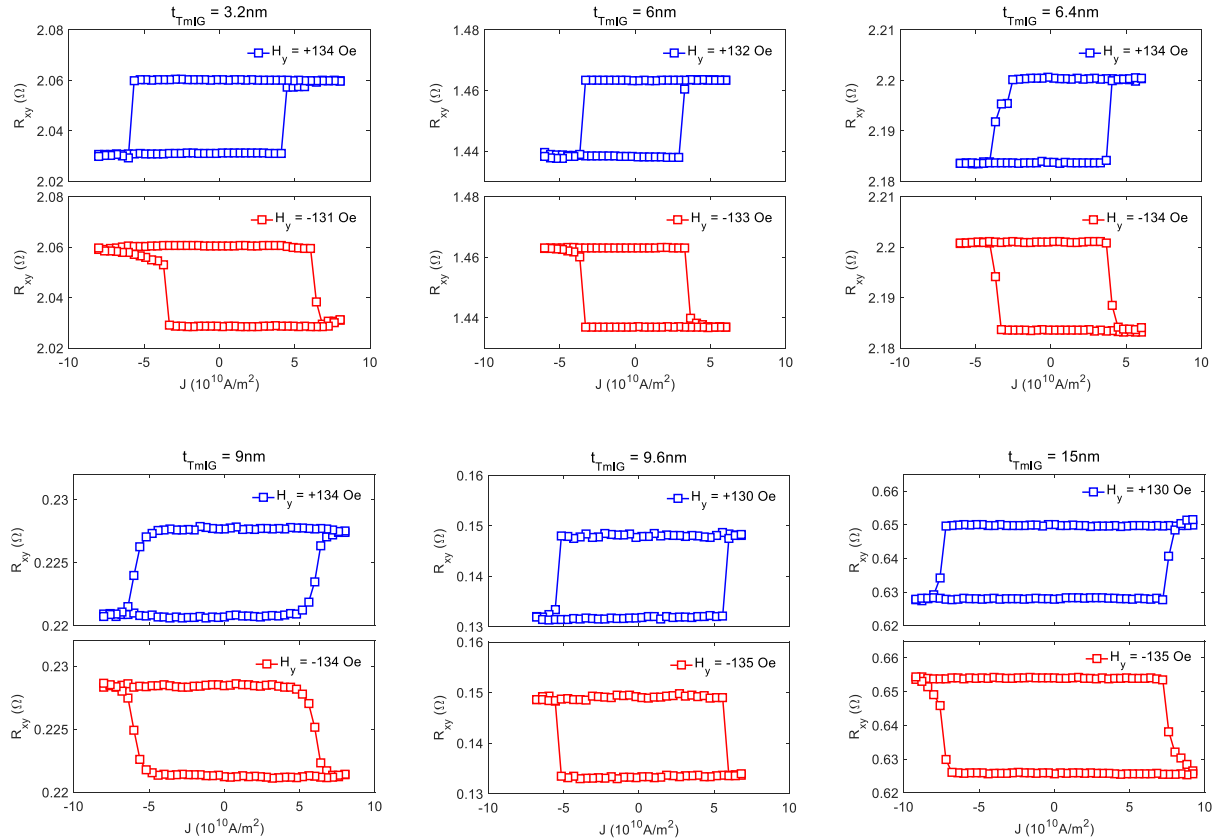 t_TmIG = 3.2nm
2.08
2.06
2.04
2.02
R_xy (Ω)
H_y = +134 Oe
2.08
2.06
2.04
2.02
R_xy (Ω)
H_y = -131 Oe
-10 -5 0 5 10
J (10^10 A/m^2)
t_TmIG = 6nm
1.48
1.46
1.44
R_xy (Ω)
H_y = +132 Oe
1.48
1.46
1.44
R_xy (Ω)
H_y = -133 Oe
-10 -5 0 5 10
J (10^10 A/m^2)
t_TmIG = 6.4nm
2.21
2.2
2.19
2.18
R_xy (Ω)
H_y = +134 Oe
2.21
2.2
2.19
2.18
R_xy (Ω)
H_y = -134 Oe
-10 -5 0 5 10
J (10^10 A/m^2)
t_TmIG = 9nm
0.23
0.225
0.22
R_xy (Ω)
H_y = +134 Oe
0.23
0.225
0.22
R_xy (Ω)
H_y = -134 Oe
-10 -5 0 5 10
J (10^10 A/m^2)
t_TmIG = 9.6nm
0.16
0.15
0.14
0.13
R_xy (Ω)
H_y = +130 Oe
0.16
0.15
0.14
0.13
R_xy (Ω)
H_y = -135 Oe
-10 -5 0 5 10
J (10^10 A/m^2)
t_TmIG = 15nm
0.66
0.65
0.64
0.63
0.62
R_xy (Ω)
H_y = +130 Oe
0.66
0.65
0.64
0.63
0.62
R_xy (Ω)
H_y = -135 Oe
-10 -5 0 5 10
J (10^10 A/m^2)